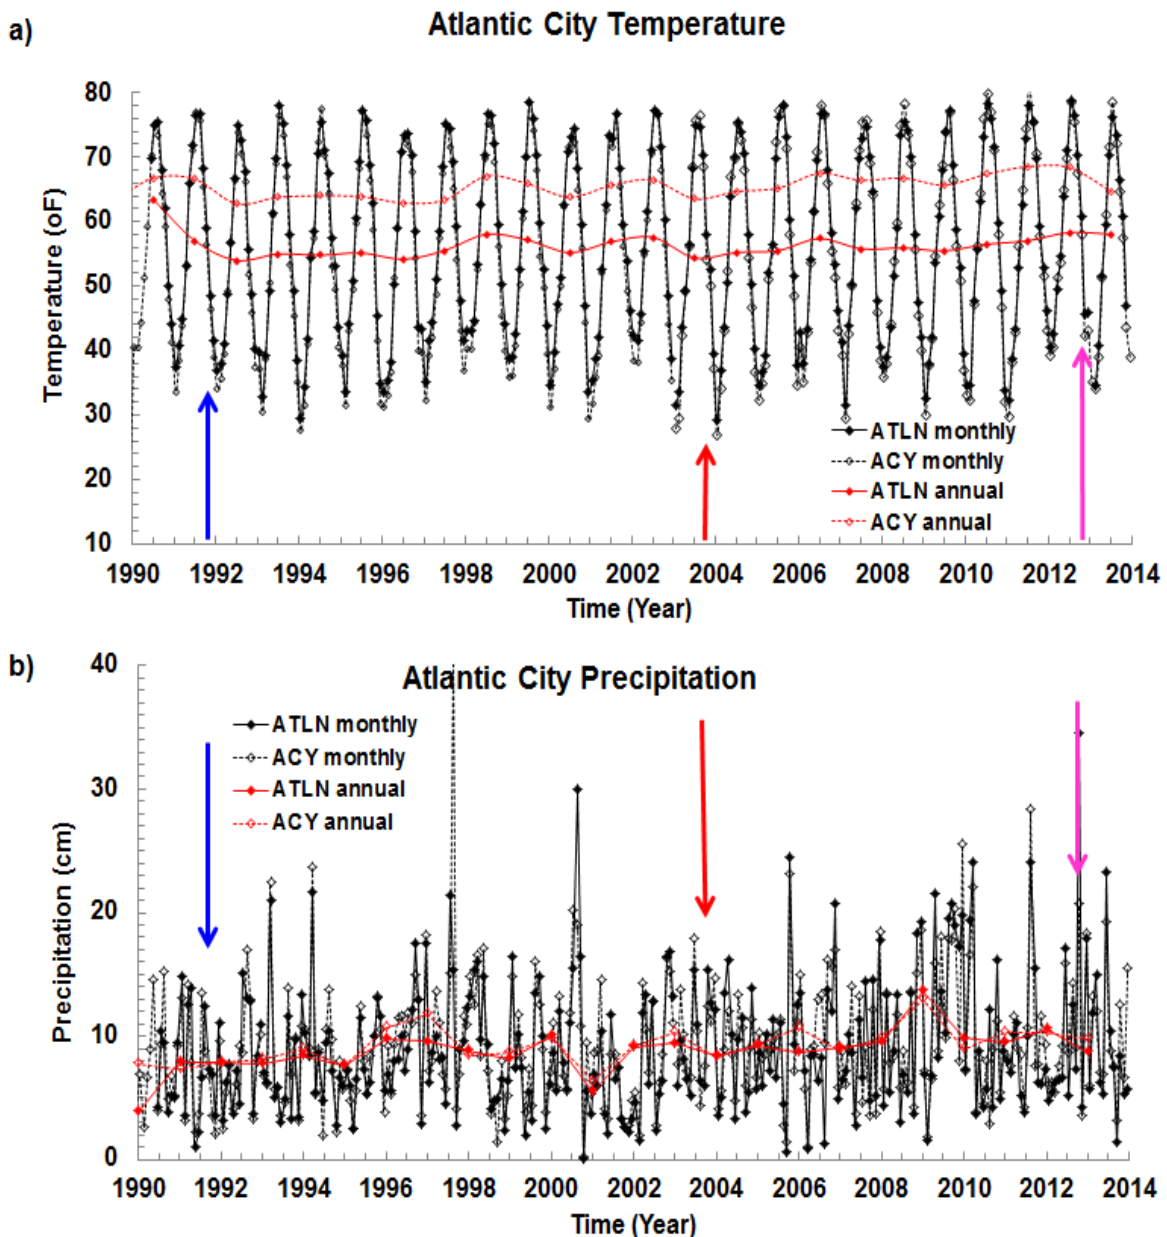 a)
Atlantic City Temperature
80
70
60
50
40
30
20
10
Temperature (oF)
ATLN monthly
ACY monthly
ATLN annual
ACY annual
1990 1992 1994 1996 1998 2000 2002 2004 2006 2008 2010 2012 2014
Time (Year)
b)
Atlantic City Precipitation
40
30
20
10
0
Precipitation (cm)
ATLN monthly
ACY monthly
ATLN annual
ACY annual
1990 1992 1994 1996 1998 2000 2002 2004 2006 2008 2010 2012 2014
Time (Year)